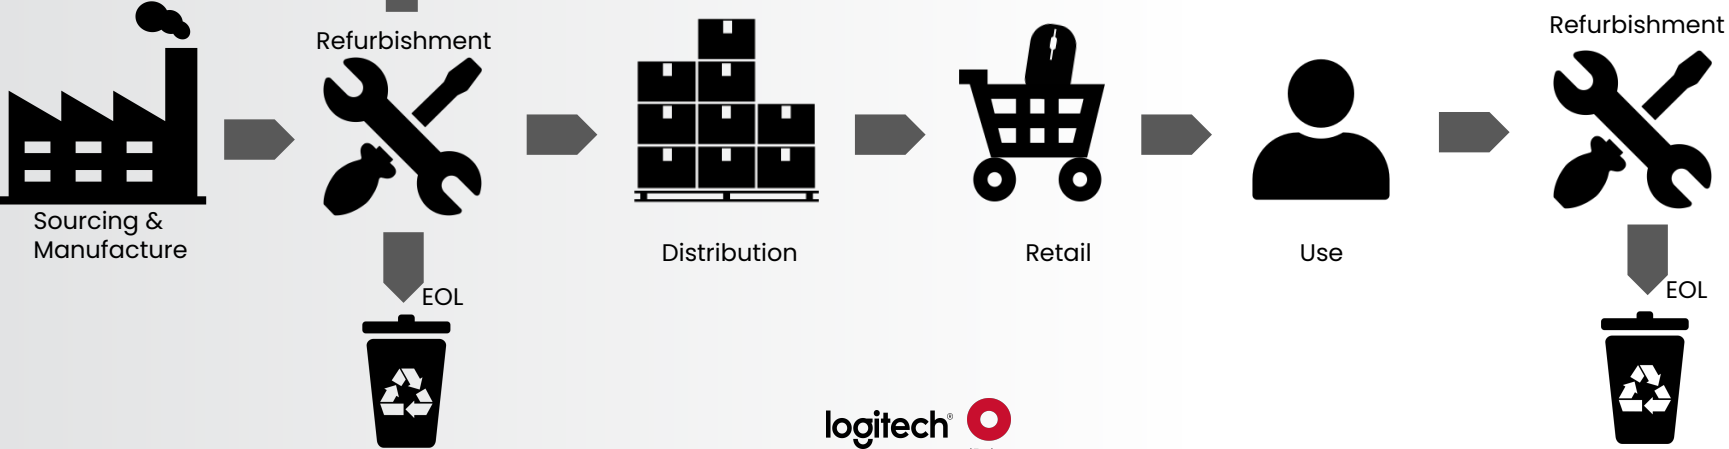 Refurbishment
Refurbishment
Sourcing &
Manufacture
Distribution
Retail
Use
EOL
EOL
logitech®